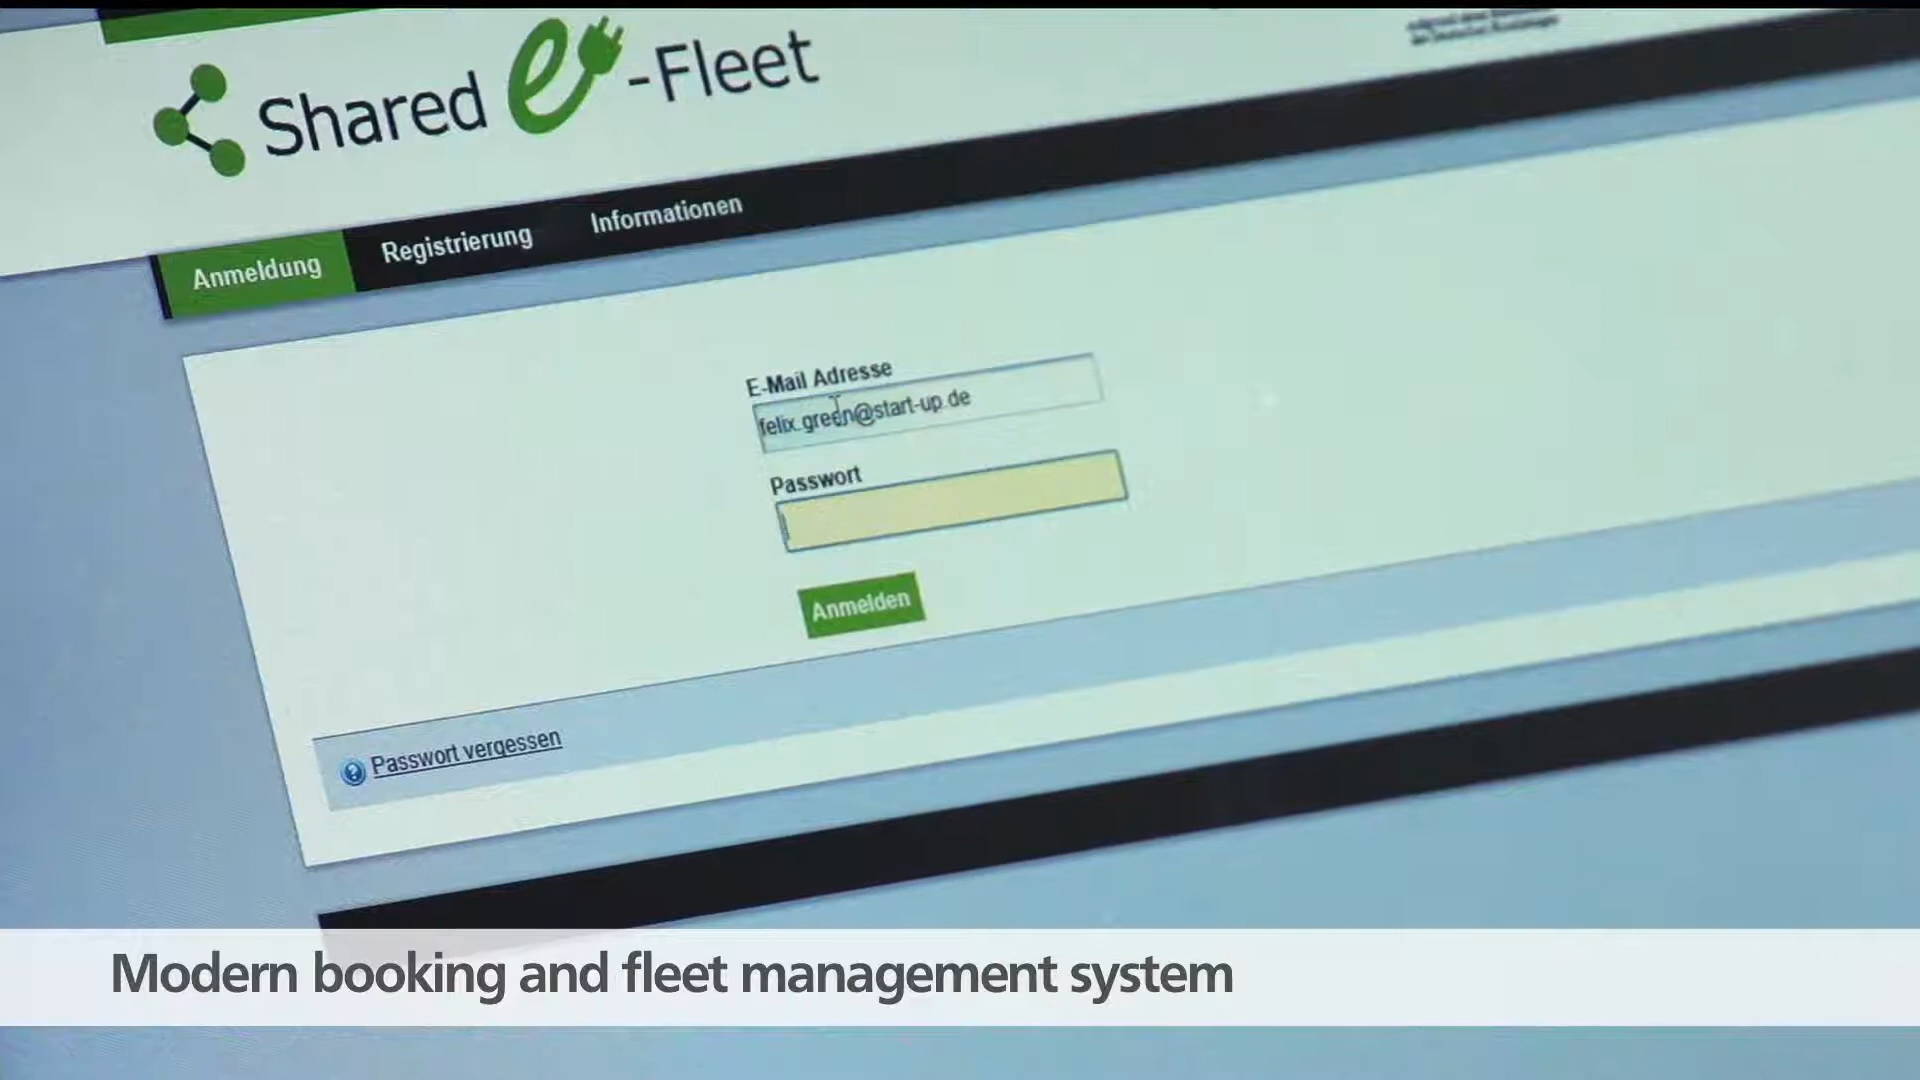 Shared e-Fleet
Anmeldung
Registrierung
Informationen
E-Mail Adresse
felix.green@start-up.de
Passwort
Anmelden
Passwort vergessen
Modern booking and fleet management system